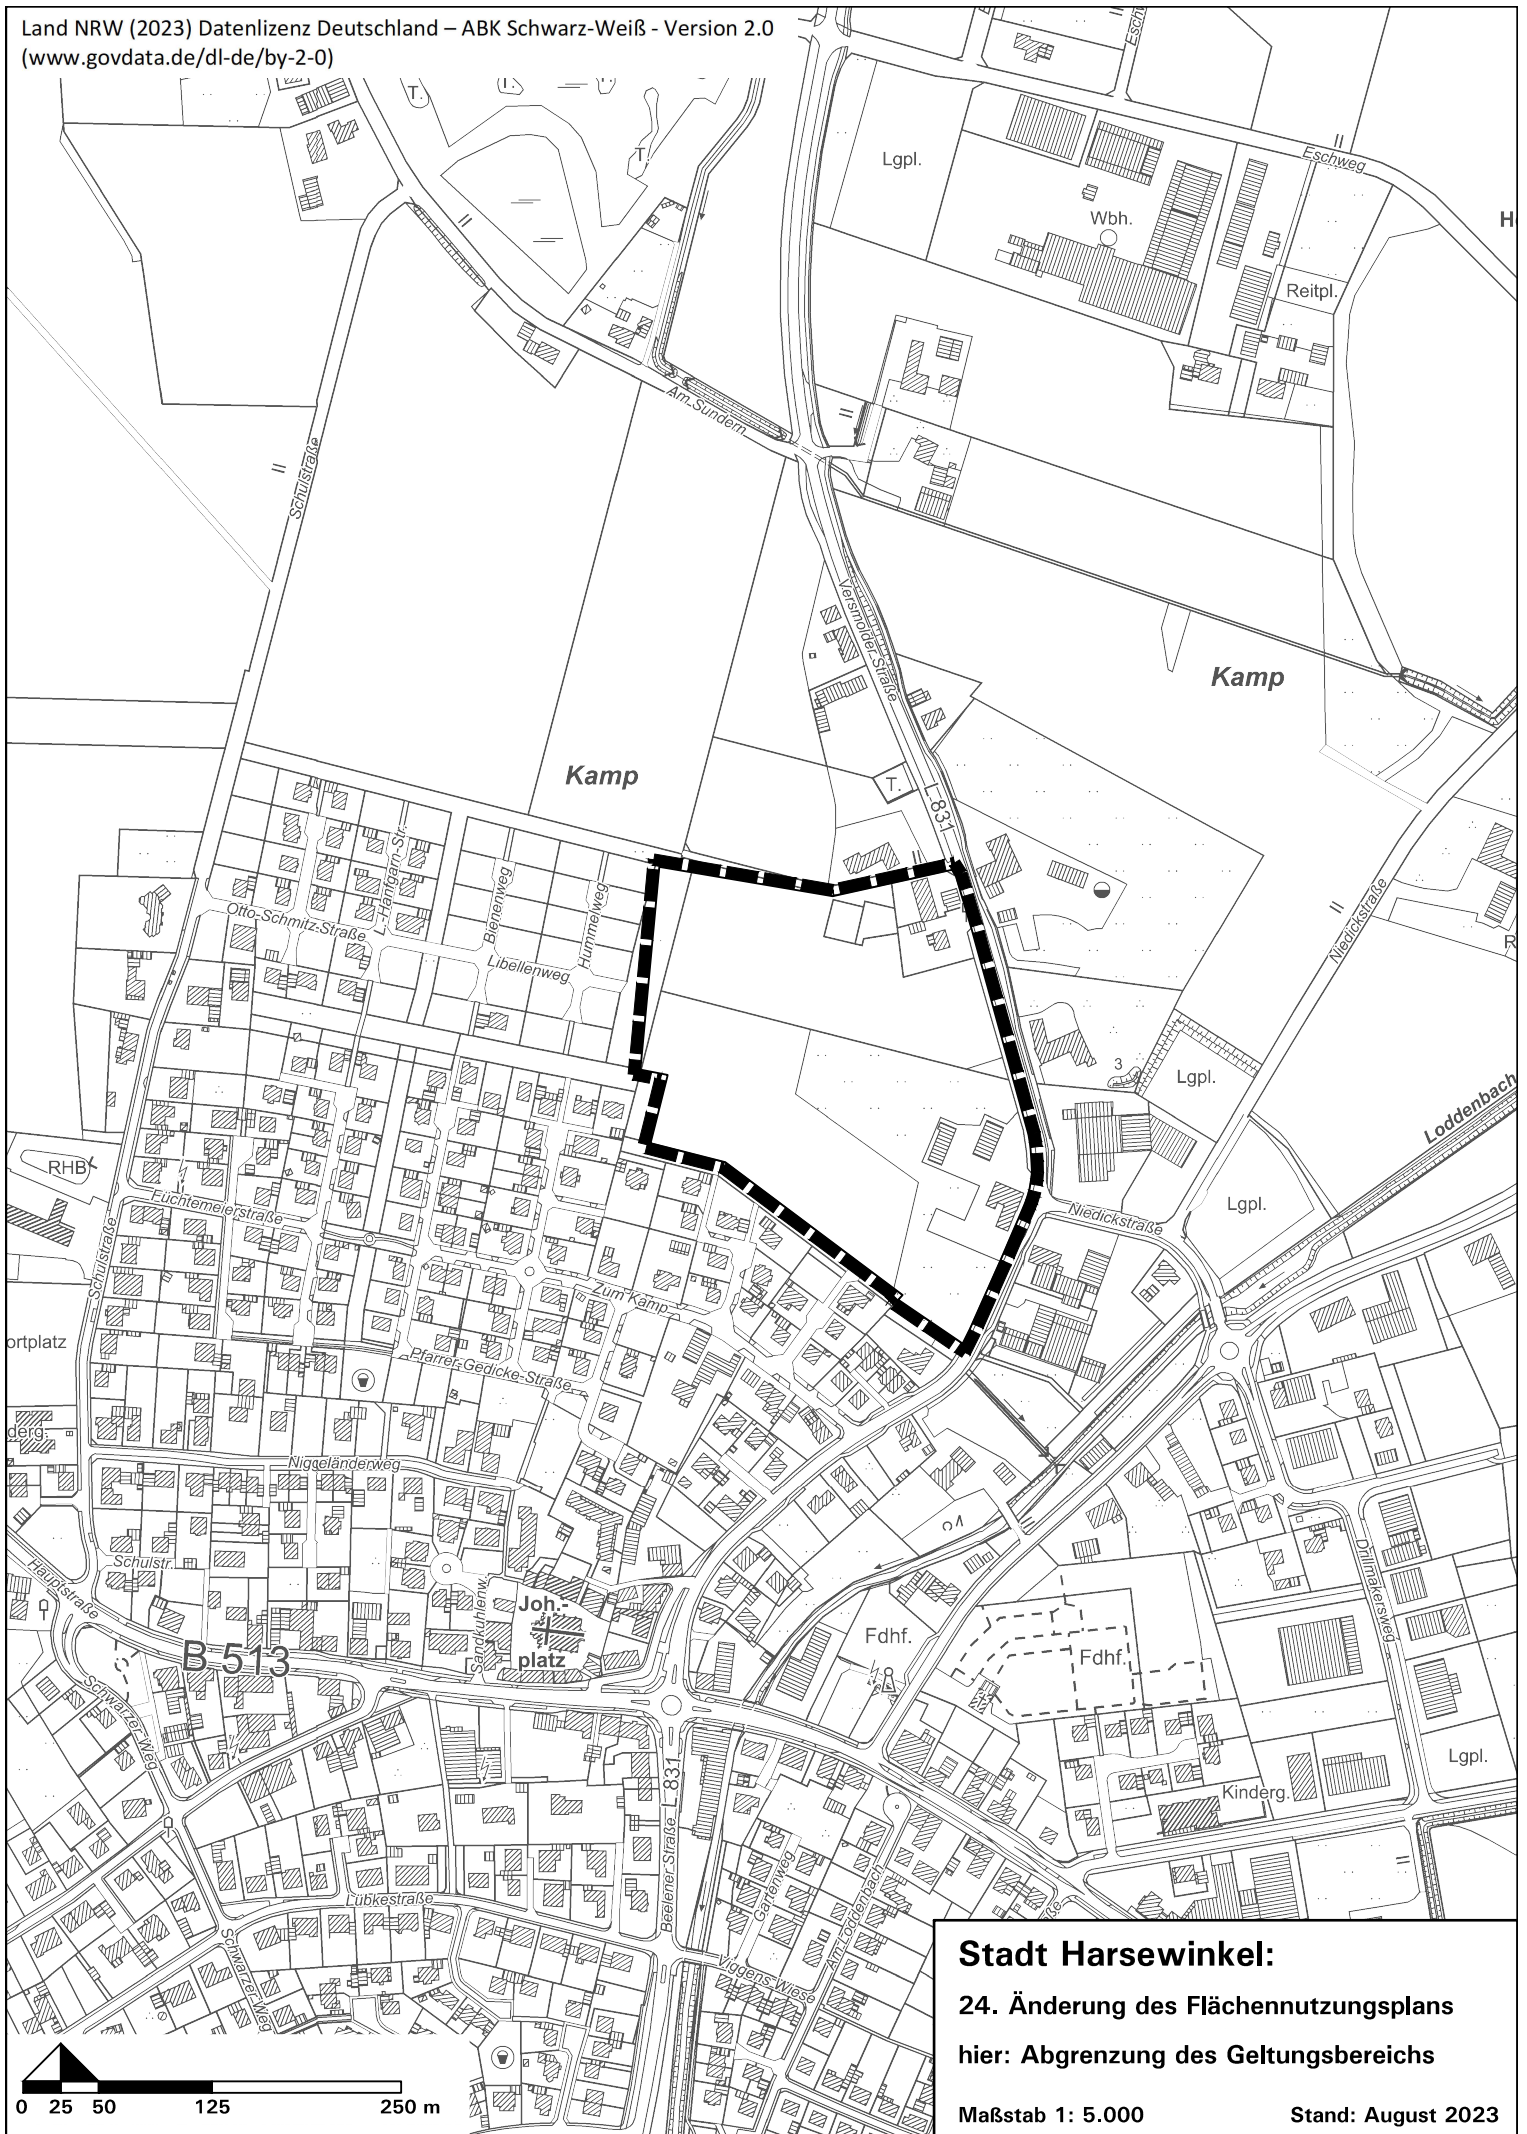 Land NRW (2023) Datenlizenz Deutschland – ABK Schwarz-Weiß - Version 2.0
(www.govdata.de/dl-de/by-2-0)
T.
T.
T.
T.
Lgpl.
Eschweg
Wbh.
Reitpl.
Am Sundern
Schulstraße
Versmolder Straße
Kamp
Kamp
T.
L 831
Hanfgarn-Str.
Bienenweg
Hummelweg
Otto-Schmitz-Straße
Libellenweg
Niedickstraße
3
Lgpl.
Loddenbach
RHB
Füchtemeierstraße
Schulstraße
Niedickstraße
Lgpl.
Zum Kamp
ortplatz
Pfarrer-Gedicke-Straße
derg.
Nigreländerweg
Schulstr.
Hauptstraße
Drillmakersweg
Sandkuhlenw.
Joh.-
platz
Fdhf.
Fdhf.
B 513
Schwarzer Weg
Lgpl.
Kinderg.
Beelener Straße L 831
Gartenweg
Am Loddenbach
Lübkestraße
Schwarzer Weg
Viggens Wiese
Stadt Harsewinkel:
24. Änderung des Flächennutzungsplans
hier: Abgrenzung des Geltungsbereichs
Maßstab 1: 5.000 Stand: August 2023
0 25 50 125 250 m